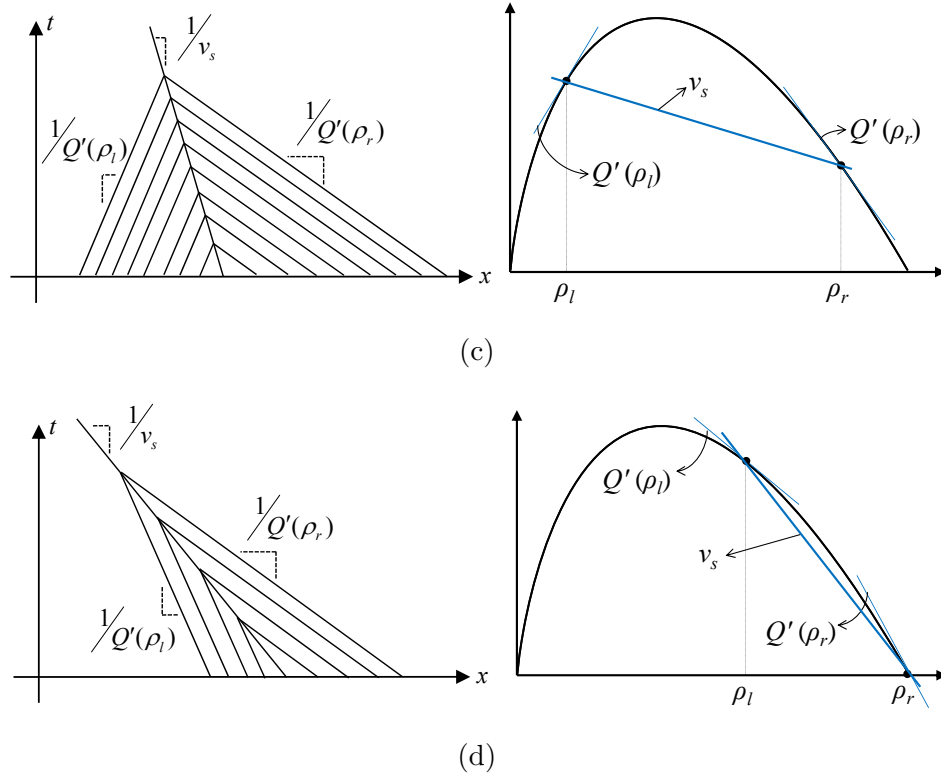 t
1/v_s
1/Q′(ρ_l)
1/Q′(ρ_r)
x
v_s
Q′(ρ_r)
Q′(ρ_l)
ρ_l
ρ_r
(c)
t
1/v_s
1/Q′(ρ_r)
1/Q′(ρ_l)
x
Q′(ρ_l)
v_s
Q′(ρ_r)
ρ_l
ρ_r
(d)